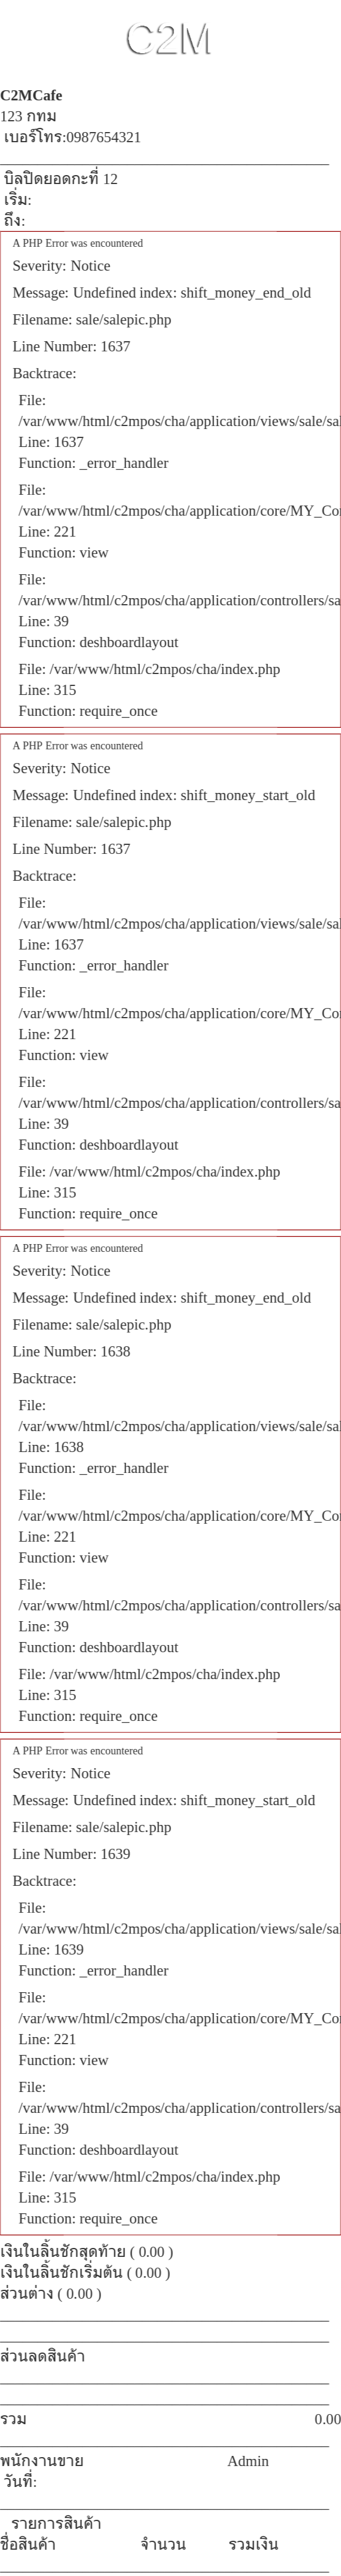 C2M
C2MCafe
123 กทม
เบอร์โทร:0987654321
บิลปิดยอดกะที่ 12
เริ่ม:
ถึง:
A PHP Error was encountered
Severity: Notice
Message: Undefined index: shift_money_end_old
Filename: sale/salepic.php
Line Number: 1637
Backtrace:
File:
/var/www/html/c2mpos/cha/application/views/sale/sal
Line: 1637
Function: _error_handler
File:
/var/www/html/c2mpos/cha/application/core/MY_Con
Line: 221
Function: view
File:
/var/www/html/c2mpos/cha/application/controllers/sa
Line: 39
Function: deshboardlayout
File: /var/www/html/c2mpos/cha/index.php
Line: 315
Function: require_once
A PHP Error was encountered
Severity: Notice
Message: Undefined index: shift_money_start_old
Filename: sale/salepic.php
Line Number: 1637
Backtrace:
File:
/var/www/html/c2mpos/cha/application/views/sale/sal
Line: 1637
Function: _error_handler
File:
/var/www/html/c2mpos/cha/application/core/MY_Con
Line: 221
Function: view
File:
/var/www/html/c2mpos/cha/application/controllers/sa
Line: 39
Function: deshboardlayout
File: /var/www/html/c2mpos/cha/index.php
Line: 315
Function: require_once
A PHP Error was encountered
Severity: Notice
Message: Undefined index: shift_money_end_old
Filename: sale/salepic.php
Line Number: 1638
Backtrace:
File:
/var/www/html/c2mpos/cha/application/views/sale/sal
Line: 1638
Function: _error_handler
File:
/var/www/html/c2mpos/cha/application/core/MY_Con
Line: 221
Function: view
File:
/var/www/html/c2mpos/cha/application/controllers/sa
Line: 39
Function: deshboardlayout
File: /var/www/html/c2mpos/cha/index.php
Line: 315
Function: require_once
A PHP Error was encountered
Severity: Notice
Message: Undefined index: shift_money_start_old
Filename: sale/salepic.php
Line Number: 1639
Backtrace:
File:
/var/www/html/c2mpos/cha/application/views/sale/sal
Line: 1639
Function: _error_handler
File:
/var/www/html/c2mpos/cha/application/core/MY_Con
Line: 221
Function: view
File:
/var/www/html/c2mpos/cha/application/controllers/sa
Line: 39
Function: deshboardlayout
File: /var/www/html/c2mpos/cha/index.php
Line: 315
Function: require_once
เงินในลิ้นชักสุดท้าย ( 0.00 )
เงินในลิ้นชักเริ่มต้น ( 0.00 )
ส่วนต่าง ( 0.00 )
ส่วนลดสินค้า
รวม 0.00
พนักงานขาย Admin
วันที่:
รายการสินค้า
ชื่อสินค้า จำนวน รวมเงิน